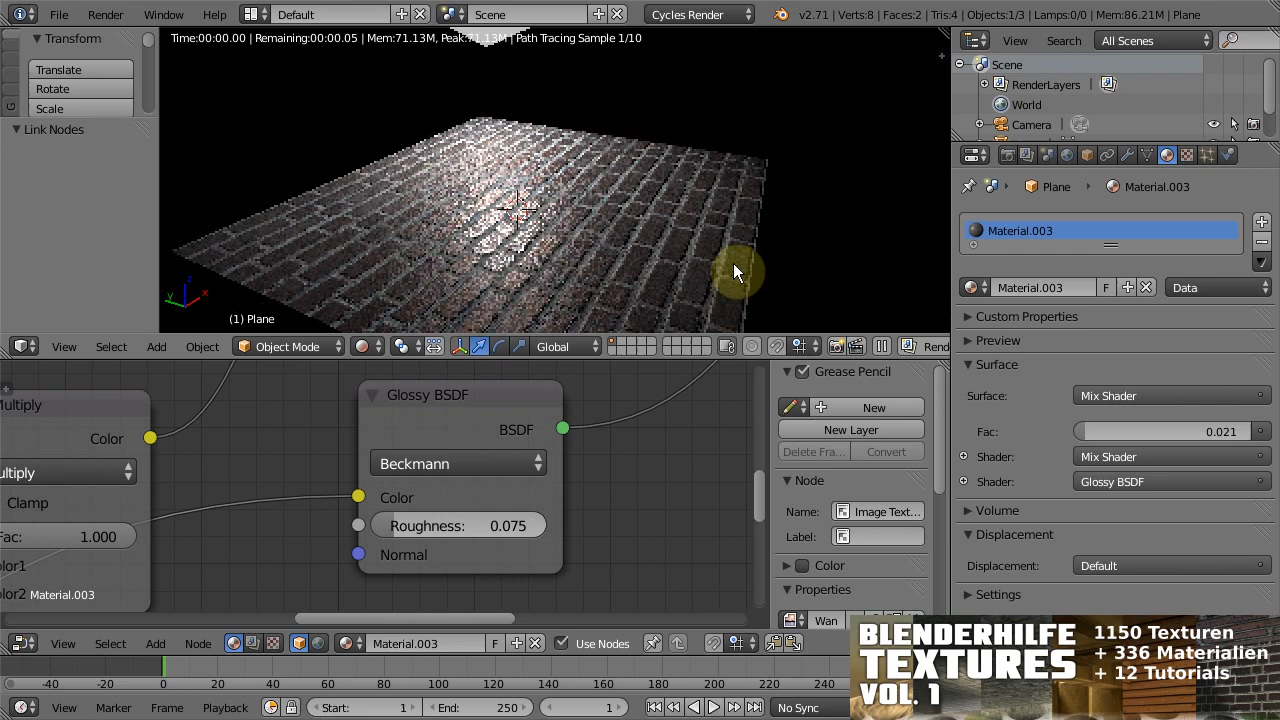 File Render Window Help Default Scene Cycles Render v2.71 | Verts:8 | Faces:2 | Tris:4 | Objects:1/3 | Lamps:0/0 | Mem:86.21M | Plane
Transform
Translate
Rotate
Scale
Link Nodes
Time:00:00.00 | Remaining:00:00.05 | Mem:71.13M, Peak:71.13M | Path Tracing Sample 1/10
y x z
(1) Plane
View Search All Scenes
Scene
RenderLayers |
World
Camera |
Plane Material.003
Material.003
Material.003 F Data
Custom Properties
Preview
Surface
Surface: Mix Shader
Fac: 0.021
Shader: Mix Shader
Shader: Glossy BSDF
Volume
Displacement
Displacement: Default
Settings
View Select Add Object Object Mode Global Rend
Multiply
Color
ultiply
Clamp
Fac: 1.000
olor1
olor2 Material.003
Glossy BSDF
BSDF
Beckmann
Color
Roughness: 0.075
Normal
Grease Pencil
New
New Layer
Delete Fra... Convert
Node
Name: Image Text...
Label:
Color
Properties
Wan
View Select Add Node Material.003 F Use Nodes
-40 -20 0 20 40 60 80 100 120 140 160 180 200 220 240
View Marker Frame Playback Start: 1 End: 250 1 No Sync
BLENDERHILFE
TEXTURES
VOL. 1
1150 Texturen
+ 336 Materialien
+ 12 Tutorials